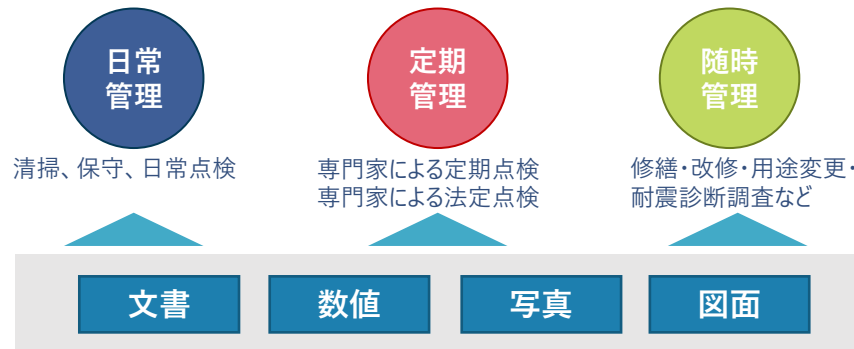 日常
管理
定期
管理
随時
管理
清掃、保守、日常点検
専門家による定期点検
専門家による法定点検
修繕・改修・用途変更・
耐震診断調査など
文書
数値
写真
図面